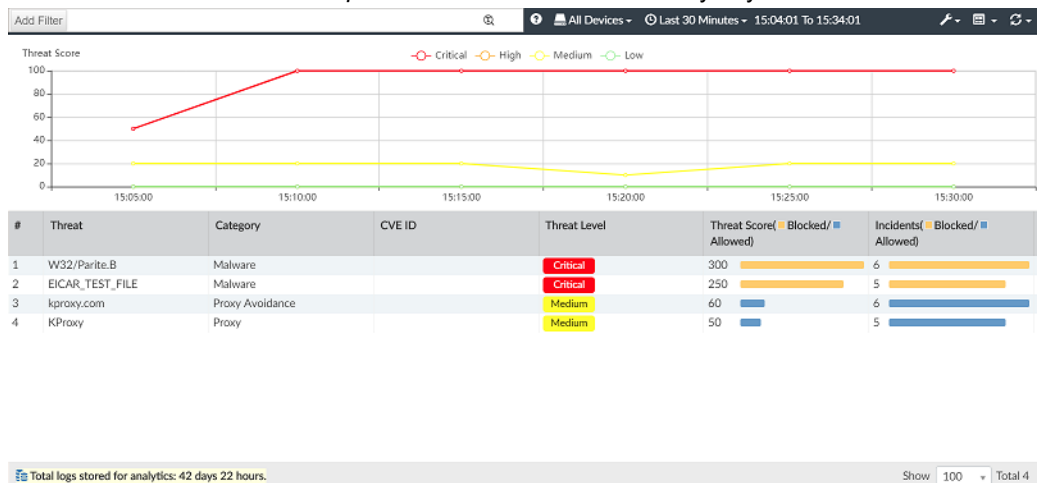 Add Filter All Devices Last 30 Minutes 15:04:01 To 15:34:01
Threat Score Critical High Medium Low
100
80
60
40
20
0
15:05:00 15:10:00 15:15:00 15:20:00 15:25:00 15:30:00
# Threat Category CVE ID Threat Level Threat Score( Blocked/ Allowed) Incidents( Blocked/ Allowed)
1 W32/Parite.B Malware Critical 300 6
2 EICAR_TEST_FILE Malware Critical 250 5
3 kproxy.com Proxy Avoidance Medium 60 6
4 KProxy Proxy Medium 50 5
Total logs stored for analytics: 42 days 22 hours. Show 100 Total 4